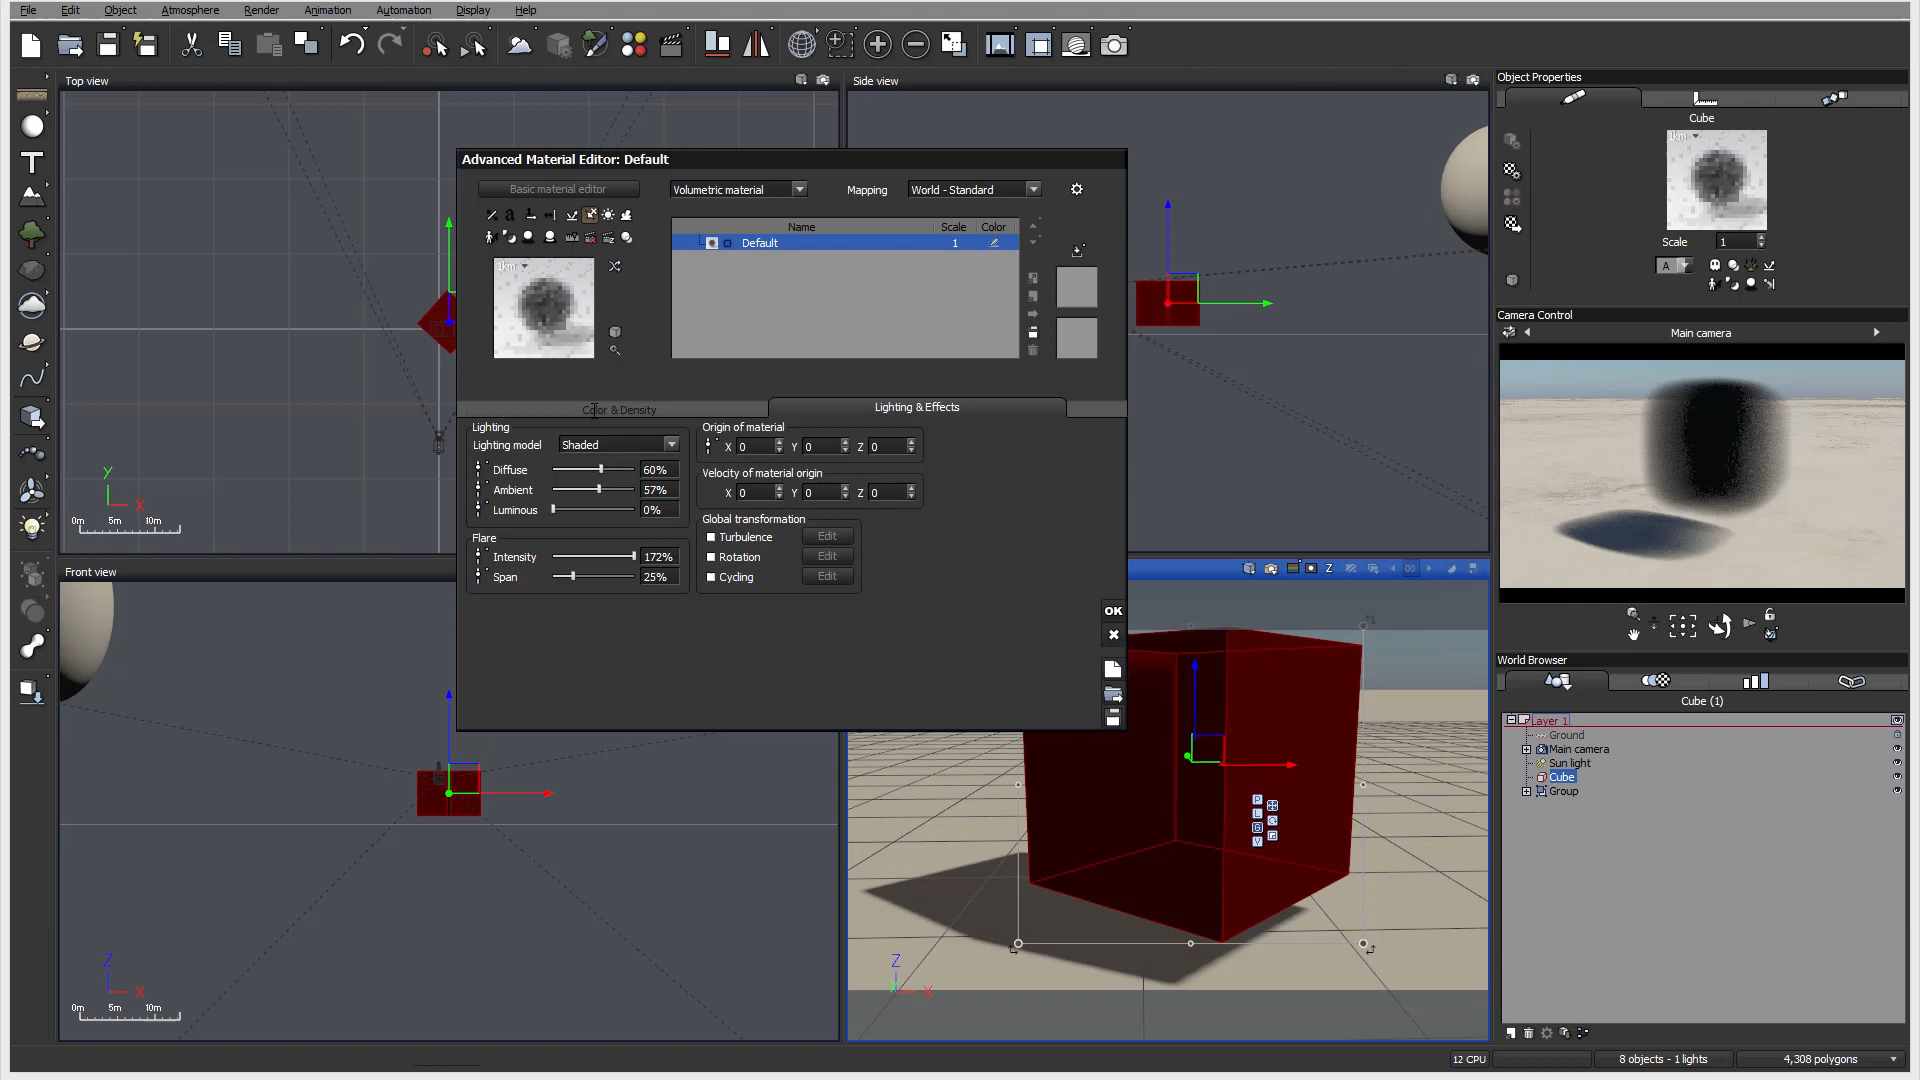 File Edit Object Atmosphere Render Animation Automation Display Help
Top view
Side view
Object Properties
Cube
1km
Scale 1
A
Advanced Material Editor: Default
Basic material editor
Volumetric material
Mapping
World - Standard
Name Scale Color
Default 1
1km
Color & Density
Lighting & Effects
Lighting
Lighting model Shaded
Diffuse 60%
Ambient 57%
Luminous 0%
Flare
Intensity 172%
Span 25%
Origin of material
X 0 Y 0 Z 0
Velocity of material origin
X 0 Y 0 Z 0
Global transformation
Turbulence Edit
Rotation Edit
Cycling Edit
OK
Camera Control
Main camera
World Browser
Cube (1)
Layer 1
Ground
Main camera
Sun light
Cube
Group
Y
X
0m 5m 10m
Front view
Z
X
0m 5m 10m
Z
P
L
G
V
Z
Y
X
12 CPU
8 objects - 1 lights
4,308 polygons